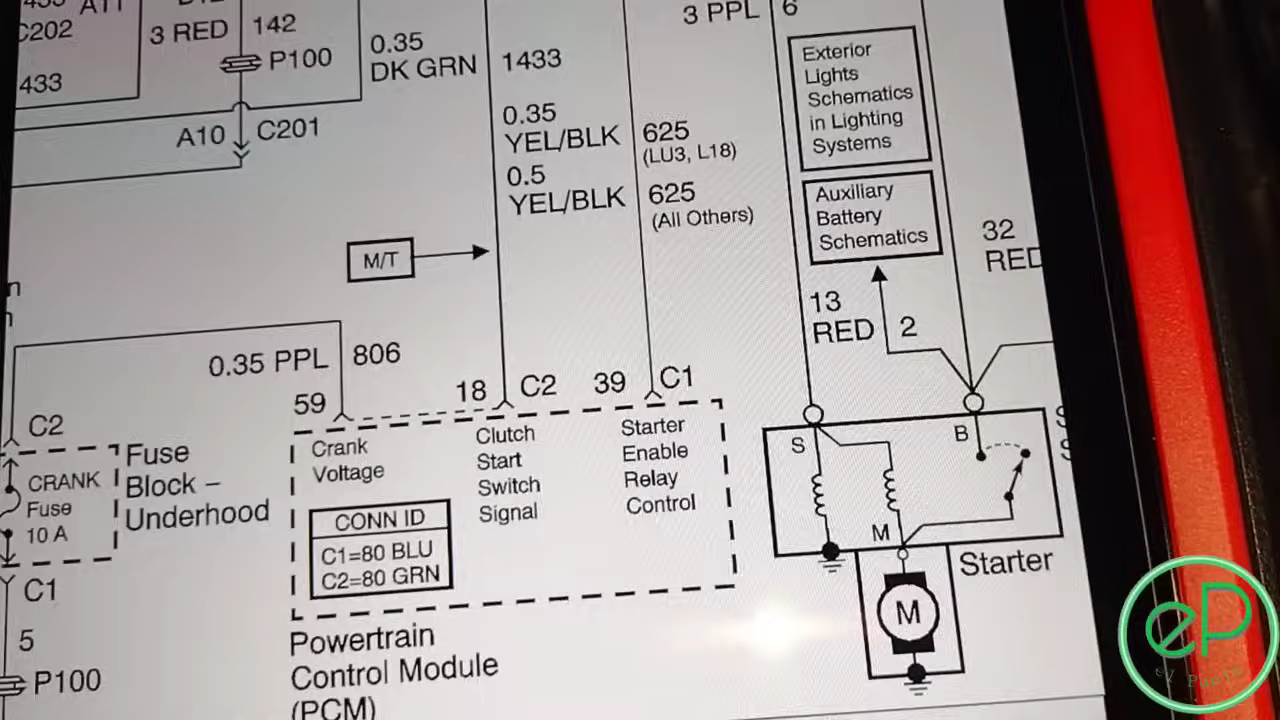 C202
433
3 RED
142
P100
0.35
DK GRN
A10
C201
1433
0.35
YEL/BLK
0.5
YEL/BLK
625
(LU3, L18)
625
(All Others)
3 PPL
6
Exterior
Lights
Schematics
in Lighting
Systems
Auxiliary
Battery
Schematics
32
RED
M/T
13
RED
2
0.35 PPL
806
59
18
C2
39
C1
C2
CRANK
Fuse
10 A
Fuse
Block –
Underhood
C1
5
P100
Crank
Voltage
Clutch
Start
Switch
Signal
Starter
Enable
Relay
Control
CONN ID
C1=80 BLU
C2=80 GRN
Powertrain
Control Module
(PCM)
S
B
M
M
Starter
eP
el Punto